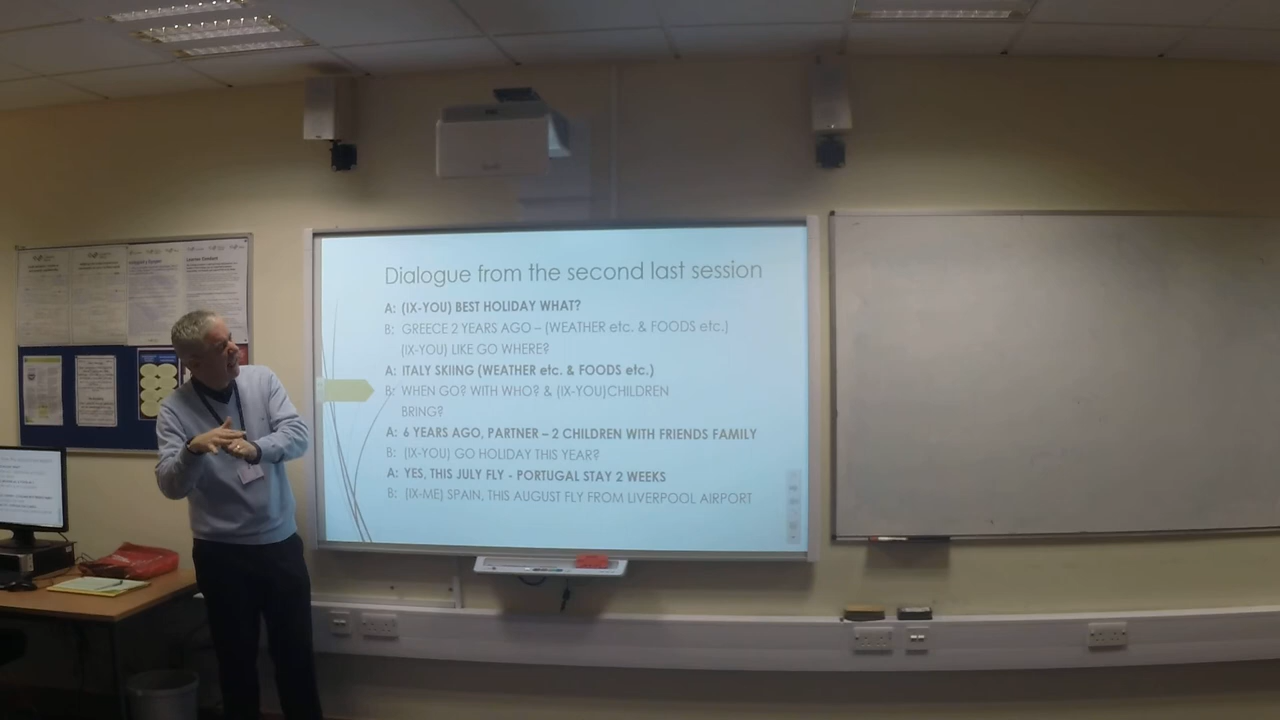 Dialogue from the second last session
A: (IX-YOU) BEST HOLIDAY WHAT?
B: GREECE 2 YEARS AGO – (WEATHER etc. & FOODS etc.)
(IX-YOU) LIKE GO WHERE?
A: ITALY SKIING (WEATHER etc. & FOODS etc.)
B: WHEN GO? WITH WHO? & (IX-YOU)CHILDREN
BRING?
A: 6 YEARS AGO, PARTNER – 2 CHILDREN WITH FRIENDS FAMILY
B: (IX-YOU) GO HOLIDAY THIS YEAR?
A: YES, THIS JULY FLY - PORTUGAL STAY 2 WEEKS
B: (IX-ME) SPAIN, THIS AUGUST FLY FROM LIVERPOOL AIRPORT